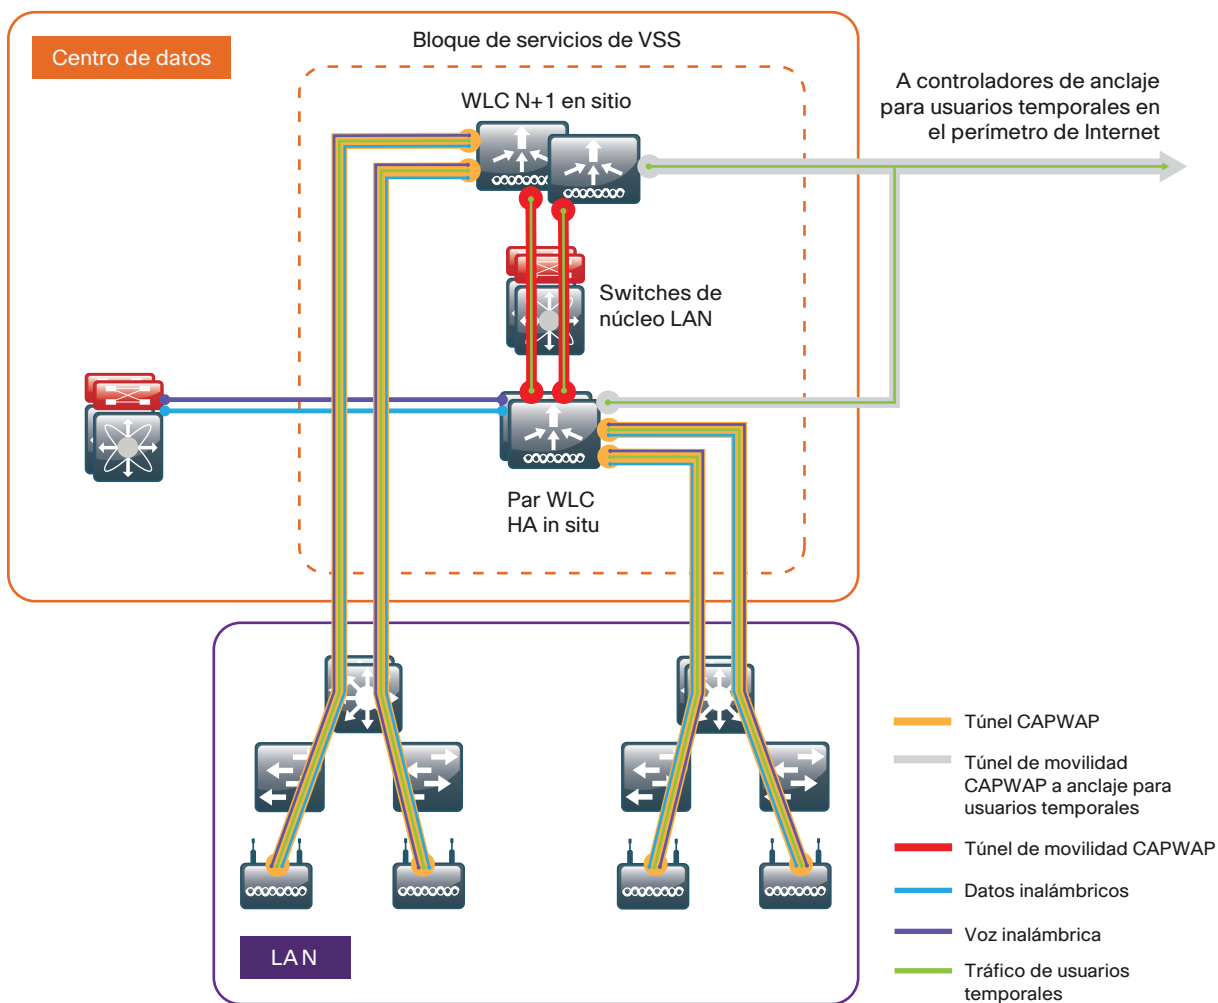 Centro de datos
Bloque de servicios de VSS
WLC N+1 en sitio
A controladores de anclaje
para usuarios temporales en
el perímetro de Internet
Switches de
núcleo LAN
Par WLC
HA in situ
LAN
Túnel CAPWAP
Túnel de movilidad
CAPWAP a anclaje para
usuarios temporales
Túnel de movilidad CAPWAP
Datos inalámbricos
Voz inalámbrica
Tráfico de usuarios
temporales